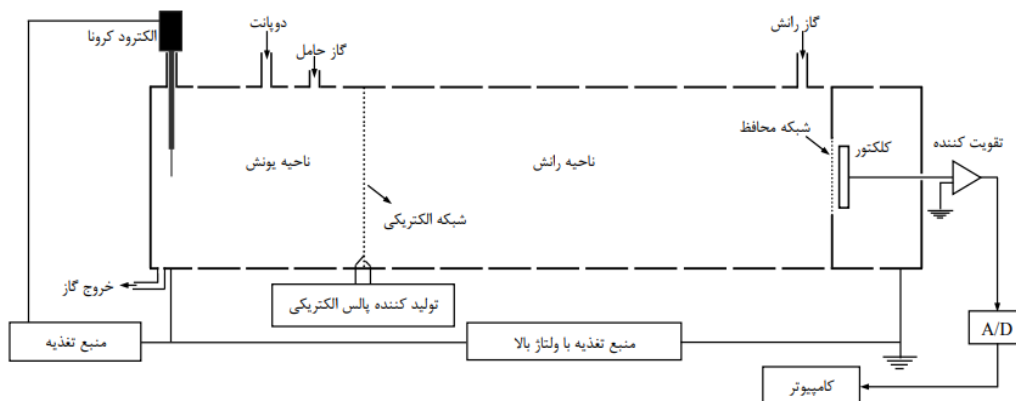 دوپانت
گاز رانش
الکترود کرونا
گاز حامل
شبکه محافظ
تقویت کننده
کلکتور
ناحیه یونش
ناحیه رانش
شبکه الکتریکی
خروج گاز
تولید کننده پالس الکتریکی
منبع تغذیه
منبع تغذیه با ولتاژ بالا
A/D
کامپیوتر